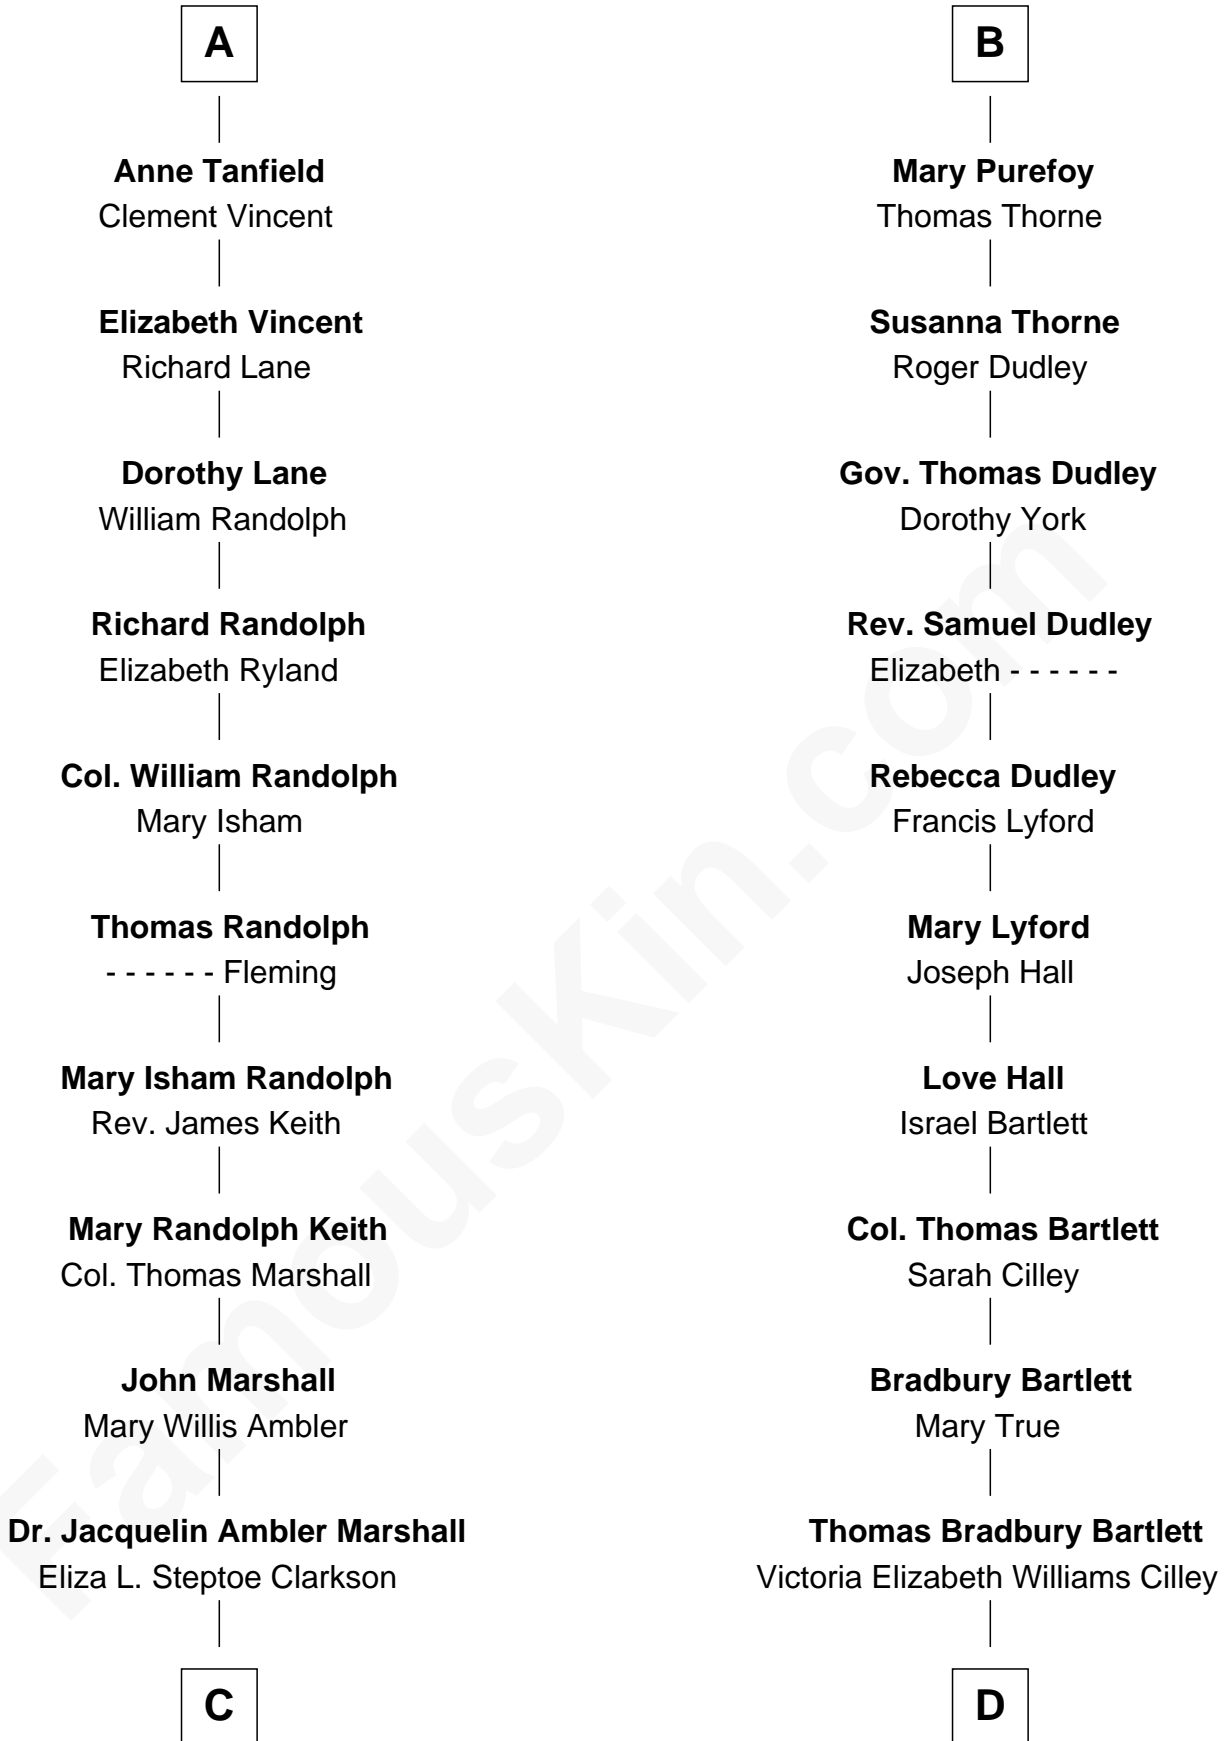 A
Anne Tanfield
Clement Vincent
Elizabeth Vincent
Richard Lane
Dorothy Lane
William Randolph
Richard Randolph
Elizabeth Ryland
Col. William Randolph
Mary Isham
Thomas Randolph
- - - - - - Fleming
Mary Isham Randolph
Rev. James Keith
Mary Randolph Keith
Col. Thomas Marshall
John Marshall
Mary Willis Ambler
Dr. Jacquelin Ambler Marshall
Eliza L. Steptoe Clarkson
C
B
Mary Purefoy
Thomas Thorne
Susanna Thorne
Roger Dudley
Gov. Thomas Dudley
Dorothy York
Rev. Samuel Dudley
Elizabeth - - - - - -
Rebecca Dudley
Francis Lyford
Mary Lyford
Joseph Hall
Love Hall
Israel Bartlett
Col. Thomas Bartlett
Sarah Cilley
Bradbury Bartlett
Mary True
Thomas Bradbury Bartlett
Victoria Elizabeth Williams Cilley
D
FamousKin.com